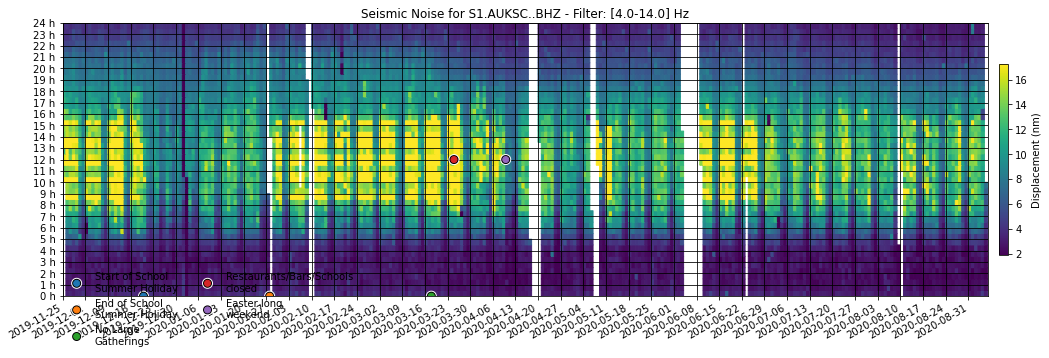 Seismic Noise for S1.AUKSC..BHZ - Filter: [4.0-14.0] Hz
24 h
23 h
22 h
21 h
20 h
19 h
18 h
17 h
16 h
15 h
14 h
13 h
12 h
11 h
10 h
9 h
8 h
7 h
6 h
5 h
4 h
3 h
2 h
1 h
0 h
16
14
12
10
8
6
4
2
Displacement (nm)
Start of School
Summer Holiday
Restaurants/Bars/Schools
closed
End of School
Summer Holiday
Easter long
weekend
No Large
Gatherings
2019-11-25
2020-02-10
2020-02-17
2020-02-24
2020-03-02
2020-03-09
2020-03-16
2020-03-23
2020-03-30
2020-04-06
2020-04-13
2020-04-20
2020-04-27
2020-05-04
2020-05-11
2020-05-18
2020-05-25
2020-06-01
2020-06-08
2020-06-15
2020-06-22
2020-06-29
2020-07-06
2020-07-13
2020-07-20
2020-07-27
2020-08-03
2020-08-10
2020-08-17
2020-08-24
2020-08-31